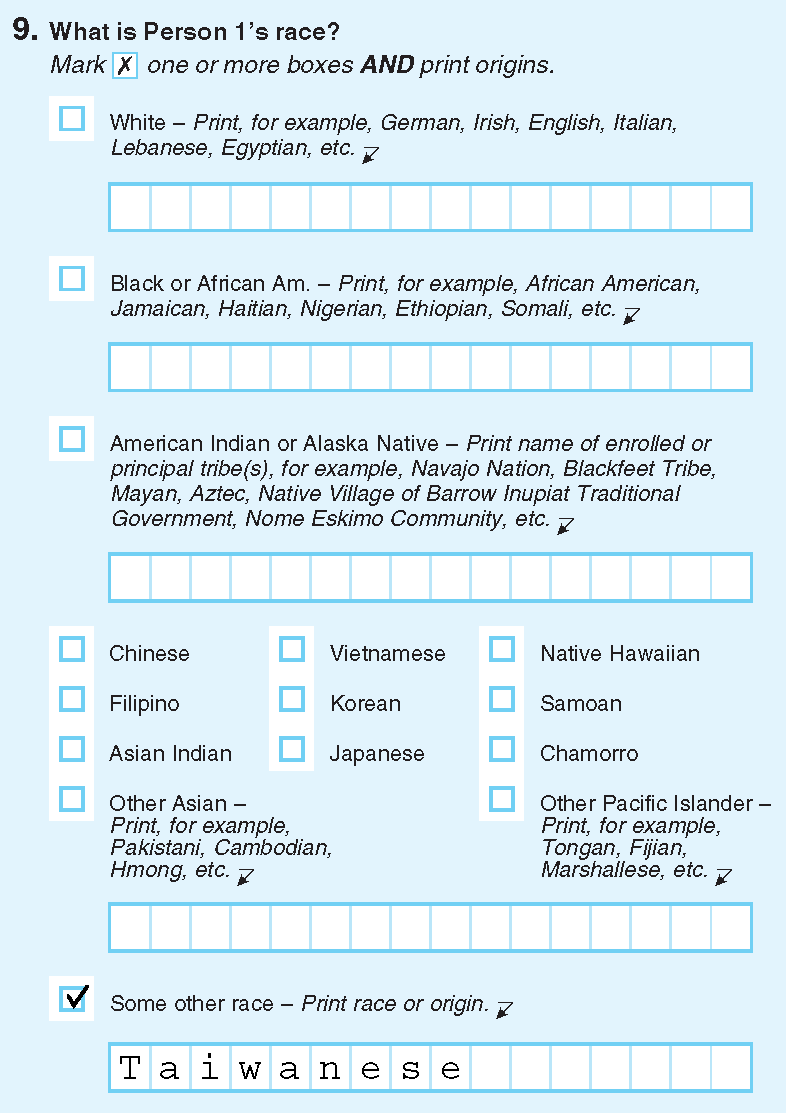 9. What is Person 1's race?
Mark ✗ one or more boxes AND print origins.
White – Print, for example, German, Irish, English, Italian,
Lebanese, Egyptian, etc.
Black or African Am. – Print, for example, African American,
Jamaican, Haitian, Nigerian, Ethiopian, Somali, etc.
American Indian or Alaska Native – Print name of enrolled or
principal tribe(s), for example, Navajo Nation, Blackfeet Tribe,
Mayan, Aztec, Native Village of Barrow Inupiat Traditional
Government, Nome Eskimo Community, etc.
Chinese
Vietnamese
Native Hawaiian
Filipino
Korean
Samoan
Asian Indian
Japanese
Chamorro
Other Asian –
Print, for example,
Pakistani, Cambodian,
Hmong, etc.
Other Pacific Islander –
Print, for example,
Tongan, Fijian,
Marshallese, etc.
Some other race – Print race or origin.
Taiwanese